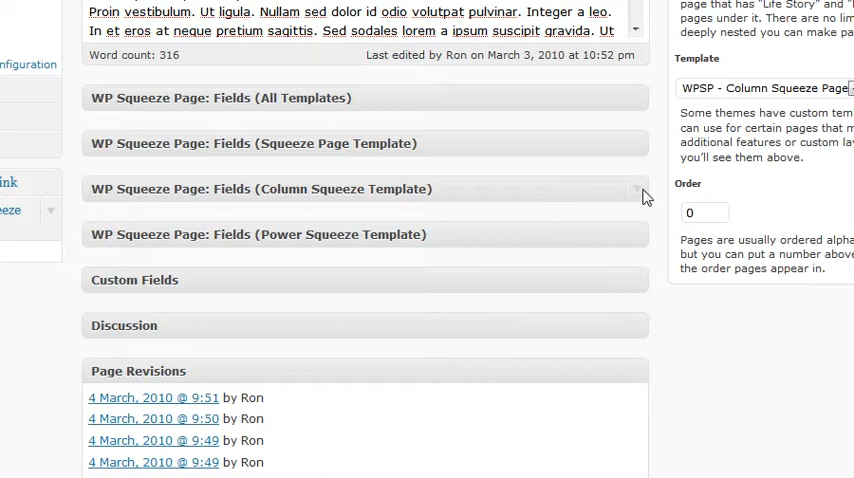 Proin vestibulum. Ut ligula. Nullam sed dolor id odio volutpat pulvinar. Integer a leo.
In et eros at neque pretium sagittis. Sed sodales lorem a ipsum suscipit gravida. Ut
Word count: 316
Last edited by Ron on March 3, 2010 at 10:52 pm
nfiguration
ink
eeze
WP Squeeze Page: Fields (All Templates)
WP Squeeze Page: Fields (Squeeze Page Template)
WP Squeeze Page: Fields (Column Squeeze Template)
WP Squeeze Page: Fields (Power Squeeze Template)
Custom Fields
Discussion
Page Revisions
4 March, 2010 @ 9:51 by Ron
4 March, 2010 @ 9:50 by Ron
4 March, 2010 @ 9:49 by Ron
4 March, 2010 @ 9:49 by Ron
page that has "Life Story" and "
pages under it. There are no lim
deeply nested you can make pa
Template
WPSP - Column Squeeze Page
Some themes have custom tem
can use for certain pages that m
additional features or custom la
you'll see them above.
Order
0
Pages are usually ordered alpha
but you can put a number above
the order pages appear in.